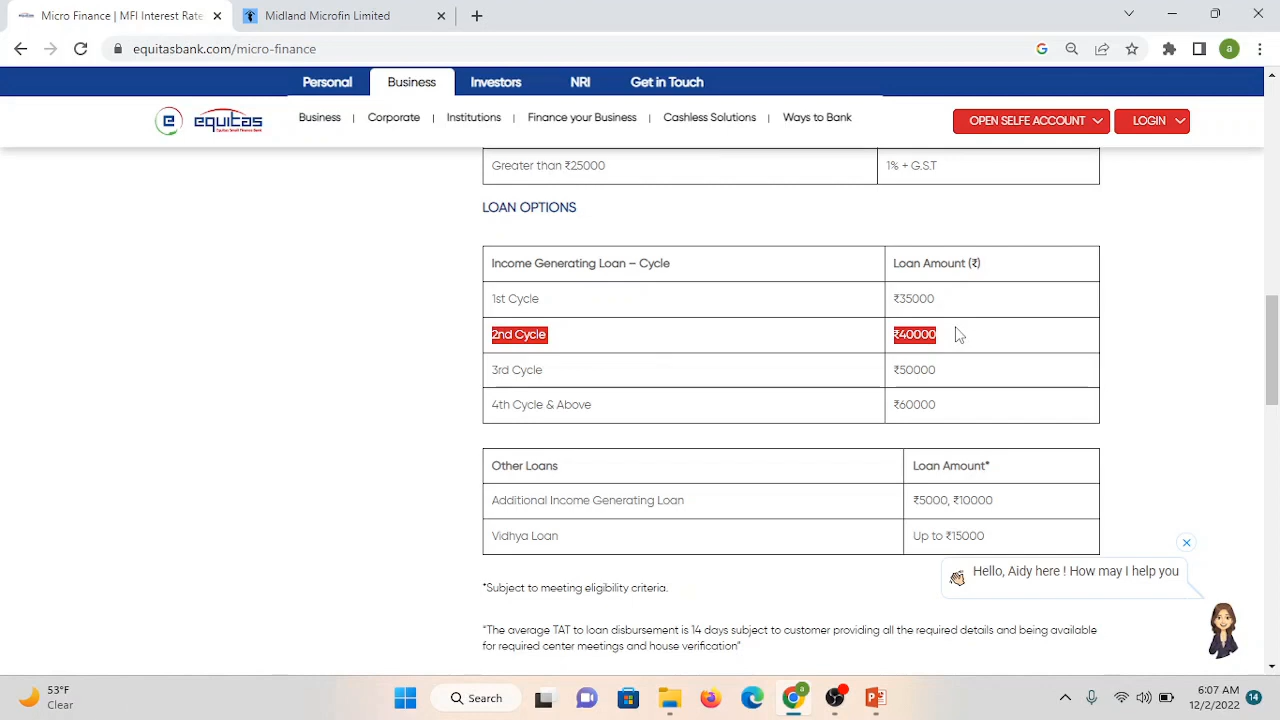 Micro Finance | MFI Interest Rate
Midland Microfin Limited
equitasbank.com/micro-finance
a
Personal Business Investors NRI Get in Touch
e equitas
Equitas Small Finance Bank
Business | Corporate | Institutions | Finance your Business | Cashless Solutions | Ways to Bank
OPEN SELFE ACCOUNT
LOGIN
Greater than ₹25000 1% + G.S.T
LOAN OPTIONS
Income Generating Loan – Cycle Loan Amount (₹)
1st Cycle ₹35000
2nd Cycle ₹40000
3rd Cycle ₹50000
4th Cycle & Above ₹60000
Other Loans Loan Amount*
Additional Income Generating Loan ₹5000, ₹10000
Vidhya Loan Up to ₹15000
Hello, Aidy here ! How may I help you
*Subject to meeting eligibility criteria.
“The average TAT to loan disbursement is 14 days subject to customer providing all the required details and being available
for required center meetings and house verification”
53°F
Clear
Search
a
6:07 AM
12/2/2022
14